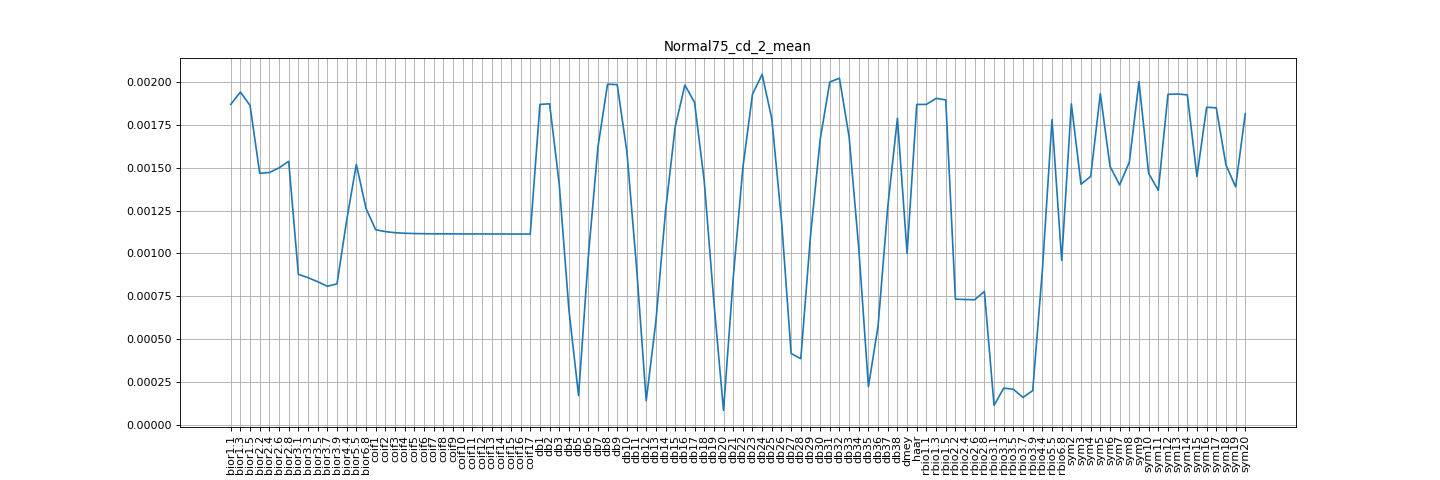 Normal75_cd_2_mean
0.00200
0.00175
0.00150
0.00125
0.00100
0.00075
0.00050
0.00025
0.00000
bior1.1
bior1.3
bior1.5
bior2.2
bior2.4
bior2.6
bior2.8
bior3.1
bior3.3
bior3.5
bior3.7
bior3.9
bior4.4
bior5.5
bior6.8
coif1
coif2
coif3
coif4
coif5
coif6
coif7
coif8
coif9
coif10
coif11
coif12
coif13
coif14
coif15
coif16
coif17
db1
db2
db3
db4
db5
db6
db7
db8
db9
db10
db11
db12
db13
db14
db15
db16
db17
db18
db19
db20
db21
db22
db23
db24
db25
db26
db27
db28
db29
db30
db31
db32
db33
db34
db35
db36
db37
db38
dmey
haar
rbio1.1
rbio1.3
rbio1.5
rbio2.2
rbio2.4
rbio2.6
rbio2.8
rbio3.1
rbio3.3
rbio3.5
rbio3.7
rbio3.9
rbio4.4
rbio5.5
rbio6.8
sym2
sym3
sym4
sym5
sym6
sym7
sym8
sym9
sym10
sym11
sym12
sym13
sym14
sym15
sym16
sym17
sym18
sym19
sym20